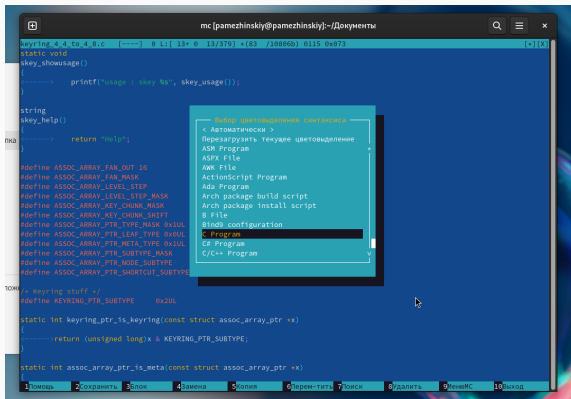 mc [pamezhinskiy@pamezhinskiy]:~/Документы
keyring_4_4_to_4_8.c [----] 0 L:[ 13+ 0 13/379] *(83 /10806b) 0115 0x073 [*][X]
static void
skey_showusage()
{
<------> printf("usage : skey %s", skey_usage());
}
string
skey_help()
{
<------> return "Help";
}
#define ASSOC_ARRAY_FAN_OUT 16
#define ASSOC_ARRAY_FAN_MASK
#define ASSOC_ARRAY_LEVEL_STEP
#define ASSOC_ARRAY_LEVEL_STEP_MASK
#define ASSOC_ARRAY_KEY_CHUNK_MASK
#define ASSOC_ARRAY_KEY_CHUNK_SHIFT
#define ASSOC_ARRAY_PTR_TYPE_MASK 0x1UL
#define ASSOC_ARRAY_PTR_LEAF_TYPE 0x0UL
#define ASSOC_ARRAY_PTR_META_TYPE 0x1UL
#define ASSOC_ARRAY_PTR_SUBTYPE_MASK
#define ASSOC_ARRAY_PTR_NODE_SUBTYPE
#define ASSOC_ARRAY_PTR_SHORTCUT_SUBTYPE
/* Keyring stuff */
#define KEYRING_PTR_SUBTYPE 0x2UL
static int keyring_ptr_is_keyring(const struct assoc_array_ptr *x)
{
<------>return (unsigned long)x & KEYRING_PTR_SUBTYPE;
}
static int assoc_array_ptr_is_meta(const struct assoc_array_ptr *x)
{
Выбор цветовыделения синтаксиса
< Автоматически >
Перезагрузить текущее цветовыделение
ASM Program
ASPX File
AWK File
ActionScript Program
Ada Program
Arch package build script
Arch package install script
B File
Bind9 configuration
C Program
C# Program
C/C++ Program
1Помощь 2Сохранить 3Блок 4Замена 5Копия 6Перем~тить 7Поиск 8Удалить 9МенюMC 10Выход
пка